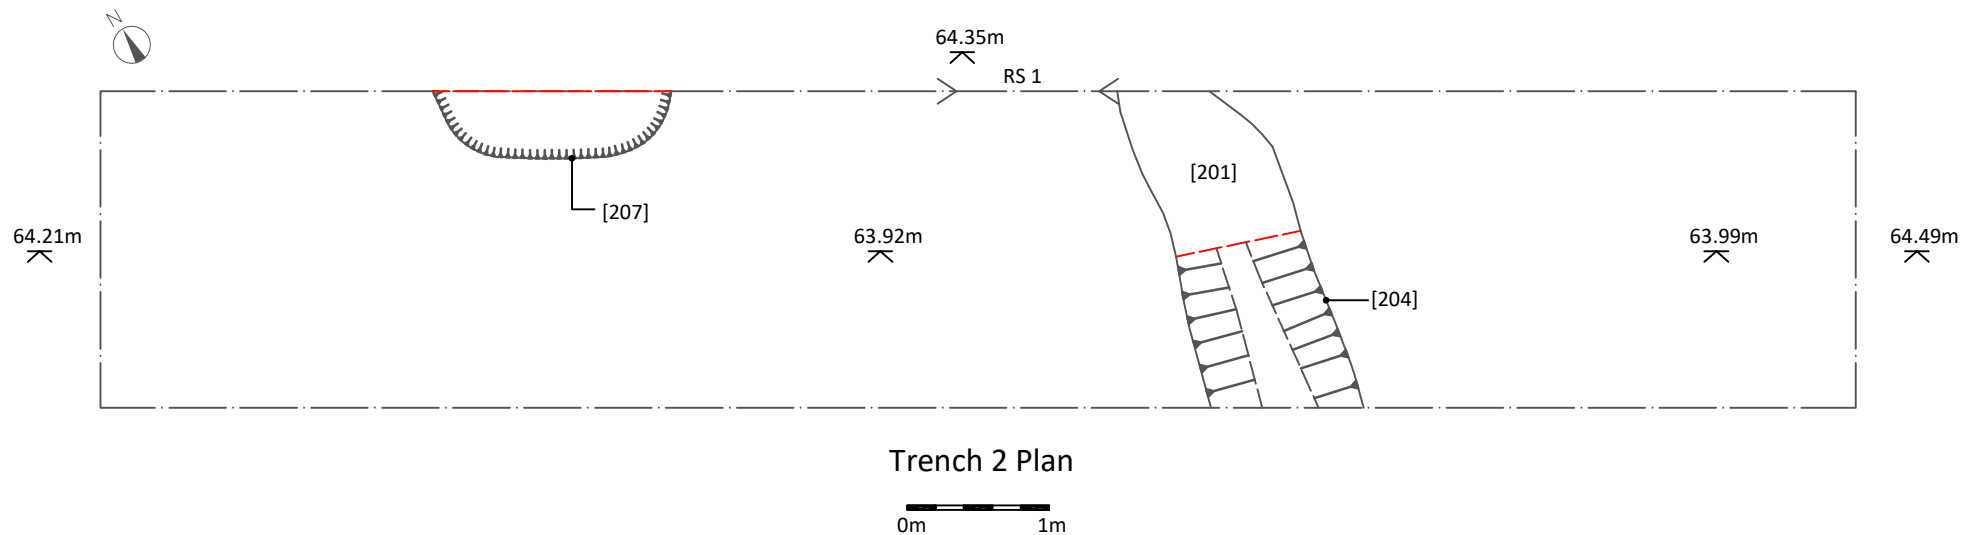 N
64.35m
RS 1
[201]
[207]
64.21m
63.92m
63.99m
64.49m
[204]
Trench 2 Plan
0m
1m